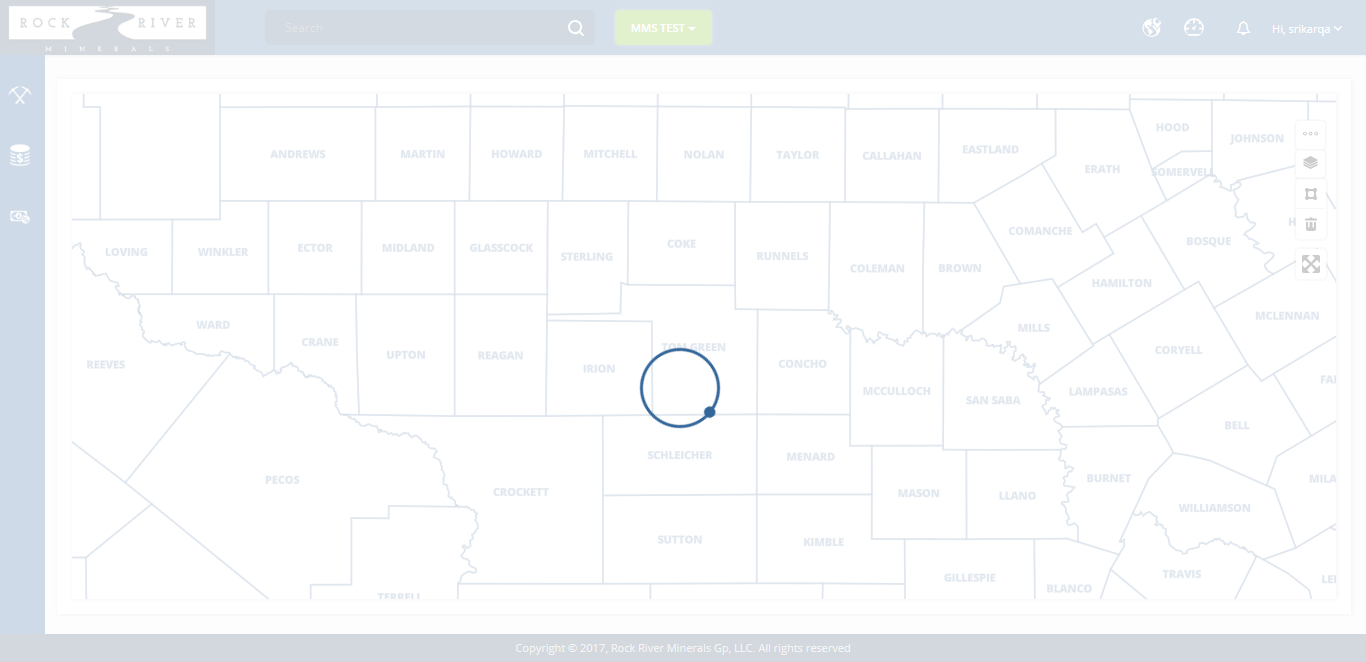 ROCK RIVER
MINERALS
Search
MMS TEST
Hi, srikarqa
HOOD
JOHNSON
ANDREWS
MARTIN
HOWARD
MITCHELL
NOLAN
TAYLOR
CALLAHAN
EASTLAND
ERATH
SOMERVELL
LOVING
WINKLER
ECTOR
MIDLAND
GLASSCOCK
STERLING
COKE
RUNNELS
COLEMAN
BROWN
COMANCHE
BOSQUE
H
HAMILTON
REEVES
WARD
CRANE
UPTON
REAGAN
IRION
TOM GREEN
CONCHO
MCCULLOCH
SAN SABA
MILLS
LAMPASAS
CORYELL
MCLENNAN
FAL
BELL
PECOS
CROCKETT
SCHLEICHER
MENARD
MASON
LLANO
BURNET
WILLIAMSON
MILA
SUTTON
KIMBLE
GILLESPIE
BLANCO
TRAVIS
LEE
TERRELL
Copyright © 2017, Rock River Minerals Gp, LLC. All rights reserved